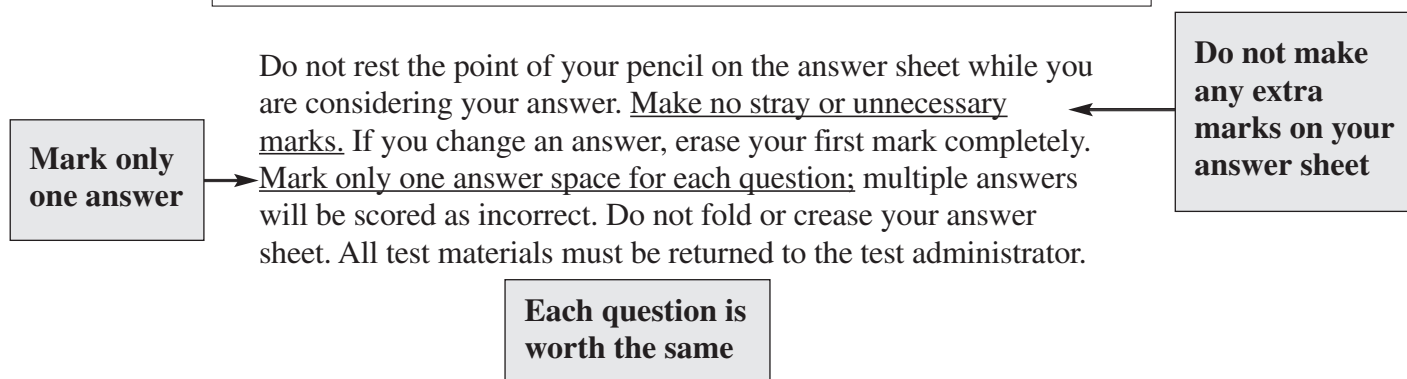 Do not rest the point of your pencil on the answer sheet while you
are considering your answer. Make no stray or unnecessary
marks. If you change an answer, erase your first mark completely.
Mark only one answer space for each question; multiple answers
will be scored as incorrect. Do not fold or crease your answer
sheet. All test materials must be returned to the test administrator.
Do not make
any extra
marks on your
answer sheet
Mark only
one answer
Each question is
worth the same